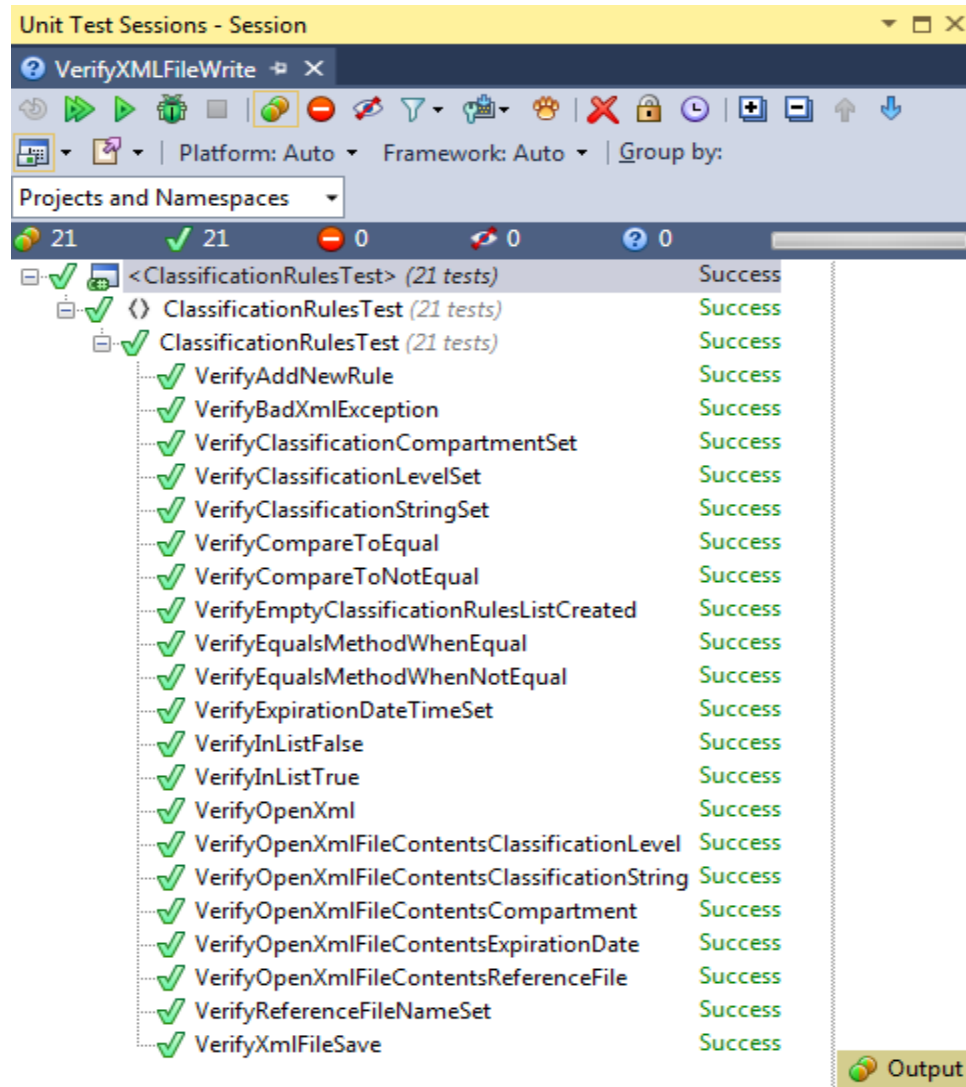 Unit Test Sessions - Session
VerifyXMLFileWrite
Platform: Auto Framework: Auto Group by:
Projects and Namespaces
21 21 0 0 0
<ClassificationRulesTest> (21 tests) Success
ClassificationRulesTest (21 tests) Success
ClassificationRulesTest (21 tests) Success
VerifyAddNewRule Success
VerifyBadXmlException Success
VerifyClassificationCompartmentSet Success
VerifyClassificationLevelSet Success
VerifyClassificationStringSet Success
VerifyCompareToEqual Success
VerifyCompareToNotEqual Success
VerifyEmptyClassificationRulesListCreated Success
VerifyEqualsMethodWhenEqual Success
VerifyEqualsMethodWhenNotEqual Success
VerifyExpirationDateTimeSet Success
VerifyInListFalse Success
VerifyInListTrue Success
VerifyOpenXml Success
VerifyOpenXmlFileContentsClassificationLevel Success
VerifyOpenXmlFileContentsClassificationString Success
VerifyOpenXmlFileContentsCompartment Success
VerifyOpenXmlFileContentsExpirationDate Success
VerifyOpenXmlFileContentsReferenceFile Success
VerifyReferenceFileNameSet Success
VerifyXmlFileSave Success
Output